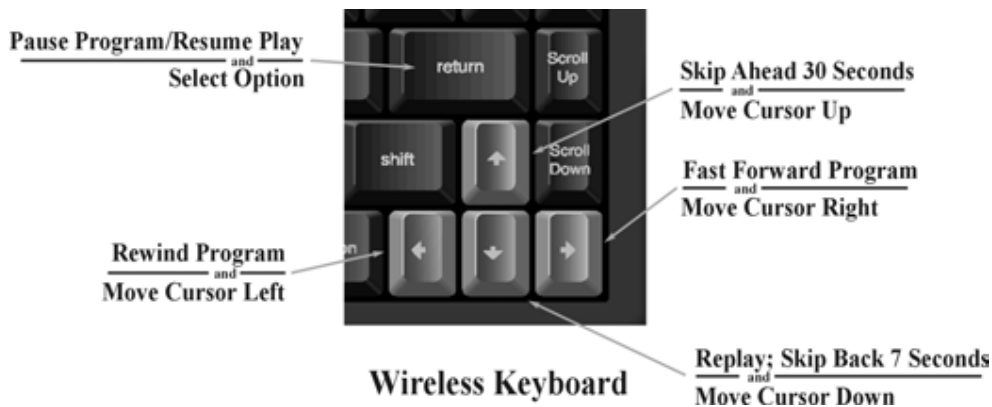 Pause Program/Resume Play
and
Select Option
return
Scroll
Up
Skip Ahead 30 Seconds
and
Move Cursor Up
shift
Scroll
Down
Fast Forward Program
and
Move Cursor Right
on
Rewind Program
and
Move Cursor Left
Replay; Skip Back 7 Seconds
and
Move Cursor Down
Wireless Keyboard